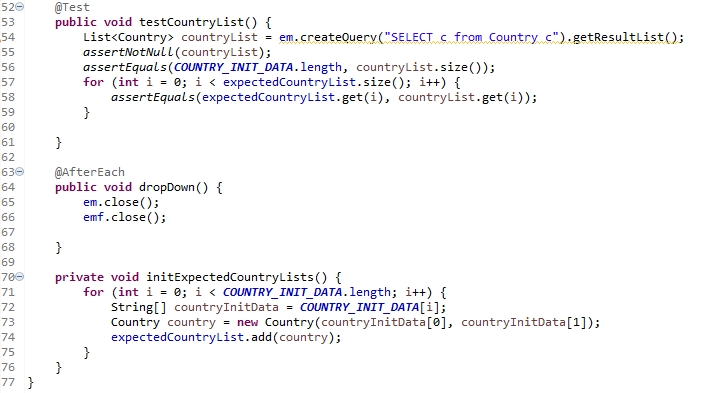 52 @Test
53 public void testCountryList() {
54 List<Country> countryList = em.createQuery("SELECT c from Country c").getResultList();
55 assertNotNull(countryList);
56 assertEquals(COUNTRY_INIT_DATA.length, countryList.size());
57 for (int i = 0; i < expectedCountryList.size(); i++) {
58 assertEquals(expectedCountryList.get(i), countryList.get(i));
59 }
60
61 }
62
63 @AfterEach
64 public void dropDown() {
65 em.close();
66 emf.close();
67
68 }
69
70 private void initExpectedCountryLists() {
71 for (int i = 0; i < COUNTRY_INIT_DATA.length; i++) {
72 String[] countryInitData = COUNTRY_INIT_DATA[i];
73 Country country = new Country(countryInitData[0], countryInitData[1]);
74 expectedCountryList.add(country);
75 }
76 }
77 }